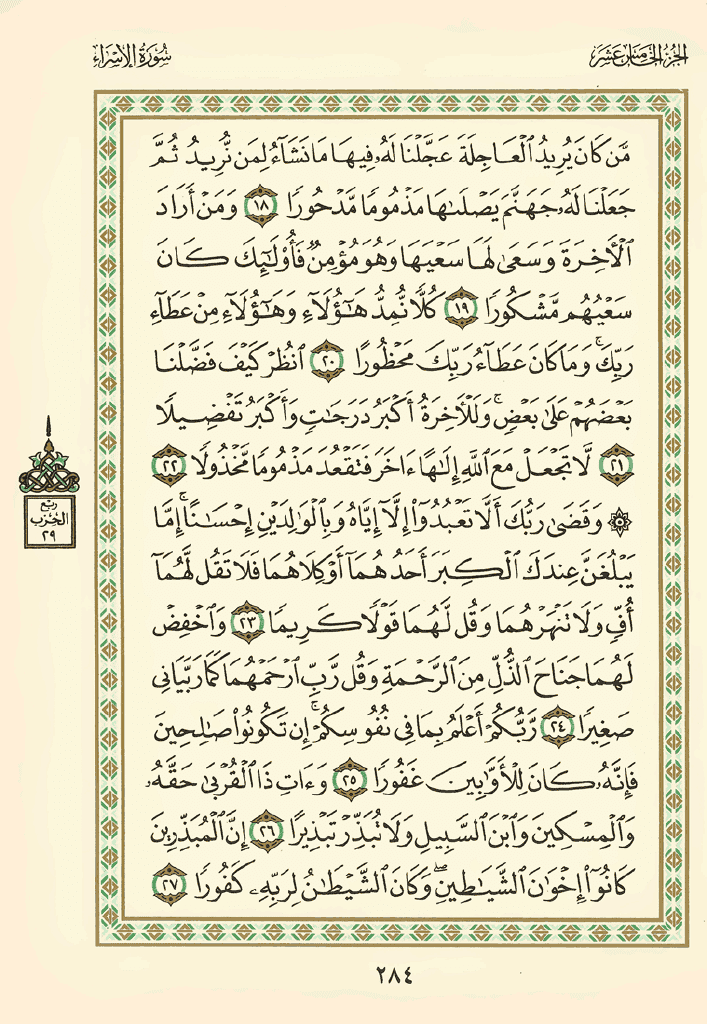 الجزء الخامس عشر
سورة الإسراء
مَّن كَانَ يُرِيدُ ٱلْعَاجِلَةَ عَجَّلْنَا لَهُۥ فِيهَا مَا نَشَآءُ لِمَن نُّرِيدُ ثُمَّ
جَعَلْنَا لَهُۥ جَهَنَّمَ يَصْلَىٰهَا مَذْمُومًا مَّدْحُورًا ١٨ وَمَنْ أَرَادَ
ٱلْأَخِرَةَ وَسَعَىٰ لَهَا سَعْيَهَا وَهُوَ مُؤْمِنٌ فَأُو۟لَٰٓئِكَ كَانَ
سَعْيُهُم مَّشْكُورًا ١٩ كُلًّا نُّمِدُّ هَٰٓؤُلَآءِ وَهَٰٓؤُلَآءِ مِنْ عَطَآءِ
رَبِّكَ ۚ وَمَا كَانَ عَطَآءُ رَبِّكَ مَحْظُورًا ٢٠ ٱنظُرْ كَيْفَ فَضَّلْنَا
بَعْضَهُمْ عَلَىٰ بَعْضٍ ۚ وَلَلْأَخِرَةُ أَكْبَرُ دَرَجَٰتٍ وَأَكْبَرُ تَفْضِيلًا
٢١ لَّا تَجْعَلْ مَعَ ٱللَّهِ إِلَٰهًا ءَاخَرَ فَتَقْعُدَ مَذْمُومًا مَّخْذُولًا ٢٢
۞ وَقَضَىٰ رَبُّكَ أَلَّا تَعْبُدُوٓا۟ إِلَّآ إِيَّاهُ وَبِٱلْوَٰلِدَيْنِ إِحْسَٰنًا ۚ إِمَّا
يَبْلُغَنَّ عِندَكَ ٱلْكِبَرَ أَحَدُهُمَآ أَوْ كِلَاهُمَا فَلَا تَقُل لَّهُمَآ
أُفٍّ وَلَا تَنْهَرْهُمَا وَقُل لَّهُمَا قَوْلًا كَرِيمًا ٢٣ وَٱخْفِضْ
لَهُمَا جَنَاحَ ٱلذُّلِّ مِنَ ٱلرَّحْمَةِ وَقُل رَّبِّ ٱرْحَمْهُمَا كَمَا رَبَّيَانِى
صَغِيرًا ٢٤ رَّبُّكُمْ أَعْلَمُ بِمَا فِى نُفُوسِكُمْ ۚ إِن تَكُونُوا۟ صَٰلِحِينَ
فَإِنَّهُۥ كَانَ لِلْأَوَّٰبِينَ غَفُورًا ٢٥ وَءَاتِ ذَا ٱلْقُرْبَىٰ حَقَّهُۥ
وَٱلْمِسْكِينَ وَٱبْنَ ٱلسَّبِيلِ وَلَا تُبَذِّرْ تَبْذِيرًا ٢٦ إِنَّ ٱلْمُبَذِّرِينَ
كَانُوٓا۟ إِخْوَٰنَ ٱلشَّيَٰطِينِ ۖ وَكَانَ ٱلشَّيْطَٰنُ لِرَبِّهِۦ كَفُورًا ٢٧
ربع
الحزب
٢٩
٢٨٤